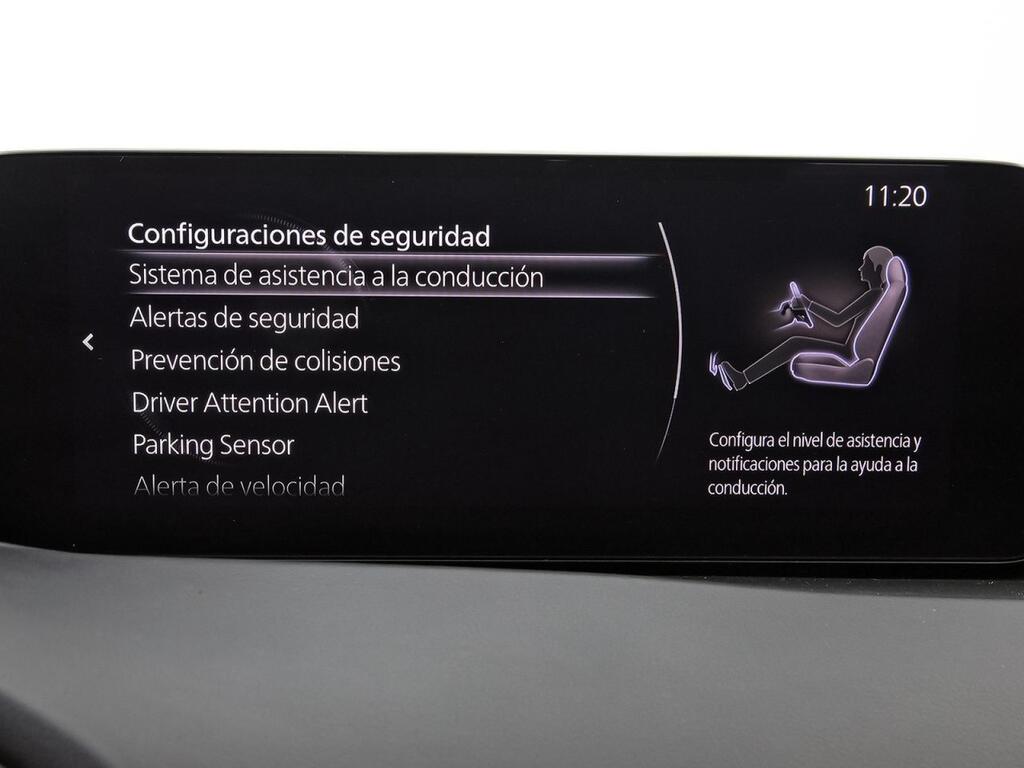 11:20
Configuraciones de seguridad
Sistema de asistencia a la conducción
Alertas de seguridad
Prevención de colisiones
Driver Attention Alert
Parking Sensor
Alerta de velocidad
Configura el nivel de asistencia y
notificaciones para la ayuda a la
conducción.